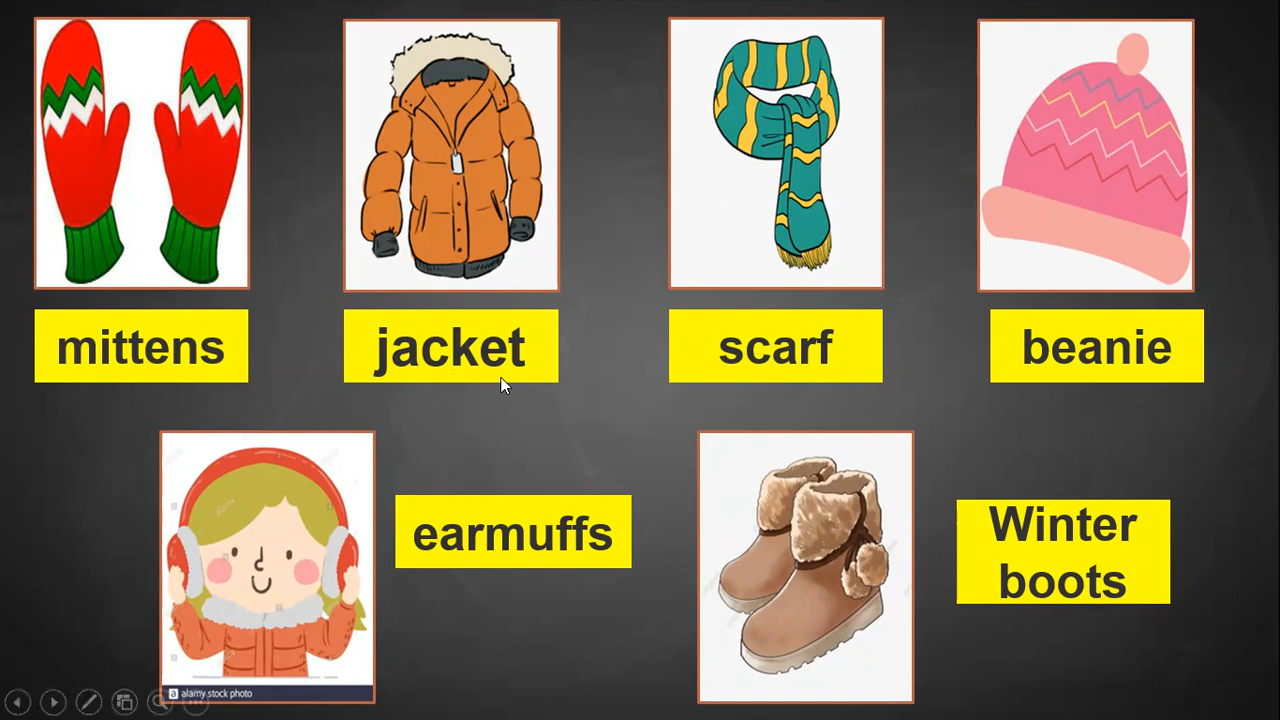 mittens
jacket
scarf
beanie
earmuffs
Winter
boots
a alamy stock photo